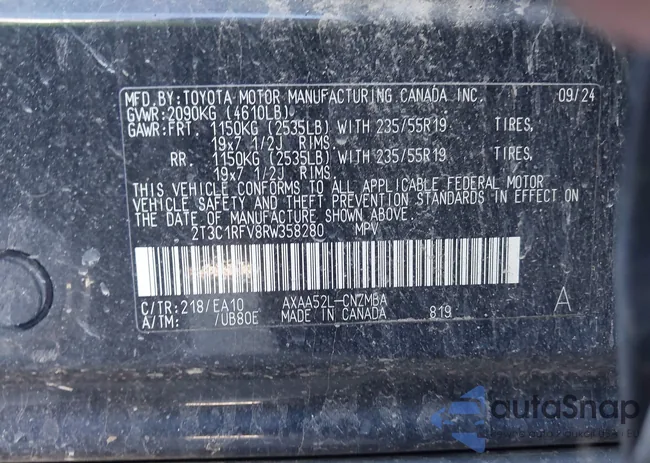 MFD. BY: TOYOTA MOTOR MANUFACTURING CANADA INC. 09/24
GVWR: 2090KG (4610LB)
GAWR: FRT. 1150KG (2535LB) WITH 235/55R19 TIRES,
19x7 1/2J RIMS.
RR. 1150KG (2535LB) WITH 235/55R19 TIRES,
19x7 1/2J RIMS.
THIS VEHICLE CONFORMS TO ALL APPLICABLE FEDERAL MOTOR
VEHICLE SAFETY AND THEFT PREVENTION STANDARDS IN EFFECT ON
THE DATE OF MANUFACTURE SHOWN ABOVE.
2T3C1RFV8RW358280 MPV
C/TR: 218/EA10 AXAA52L-CNZMBA A
A/TM: /UB80E MADE IN CANADA 819
autaSnap